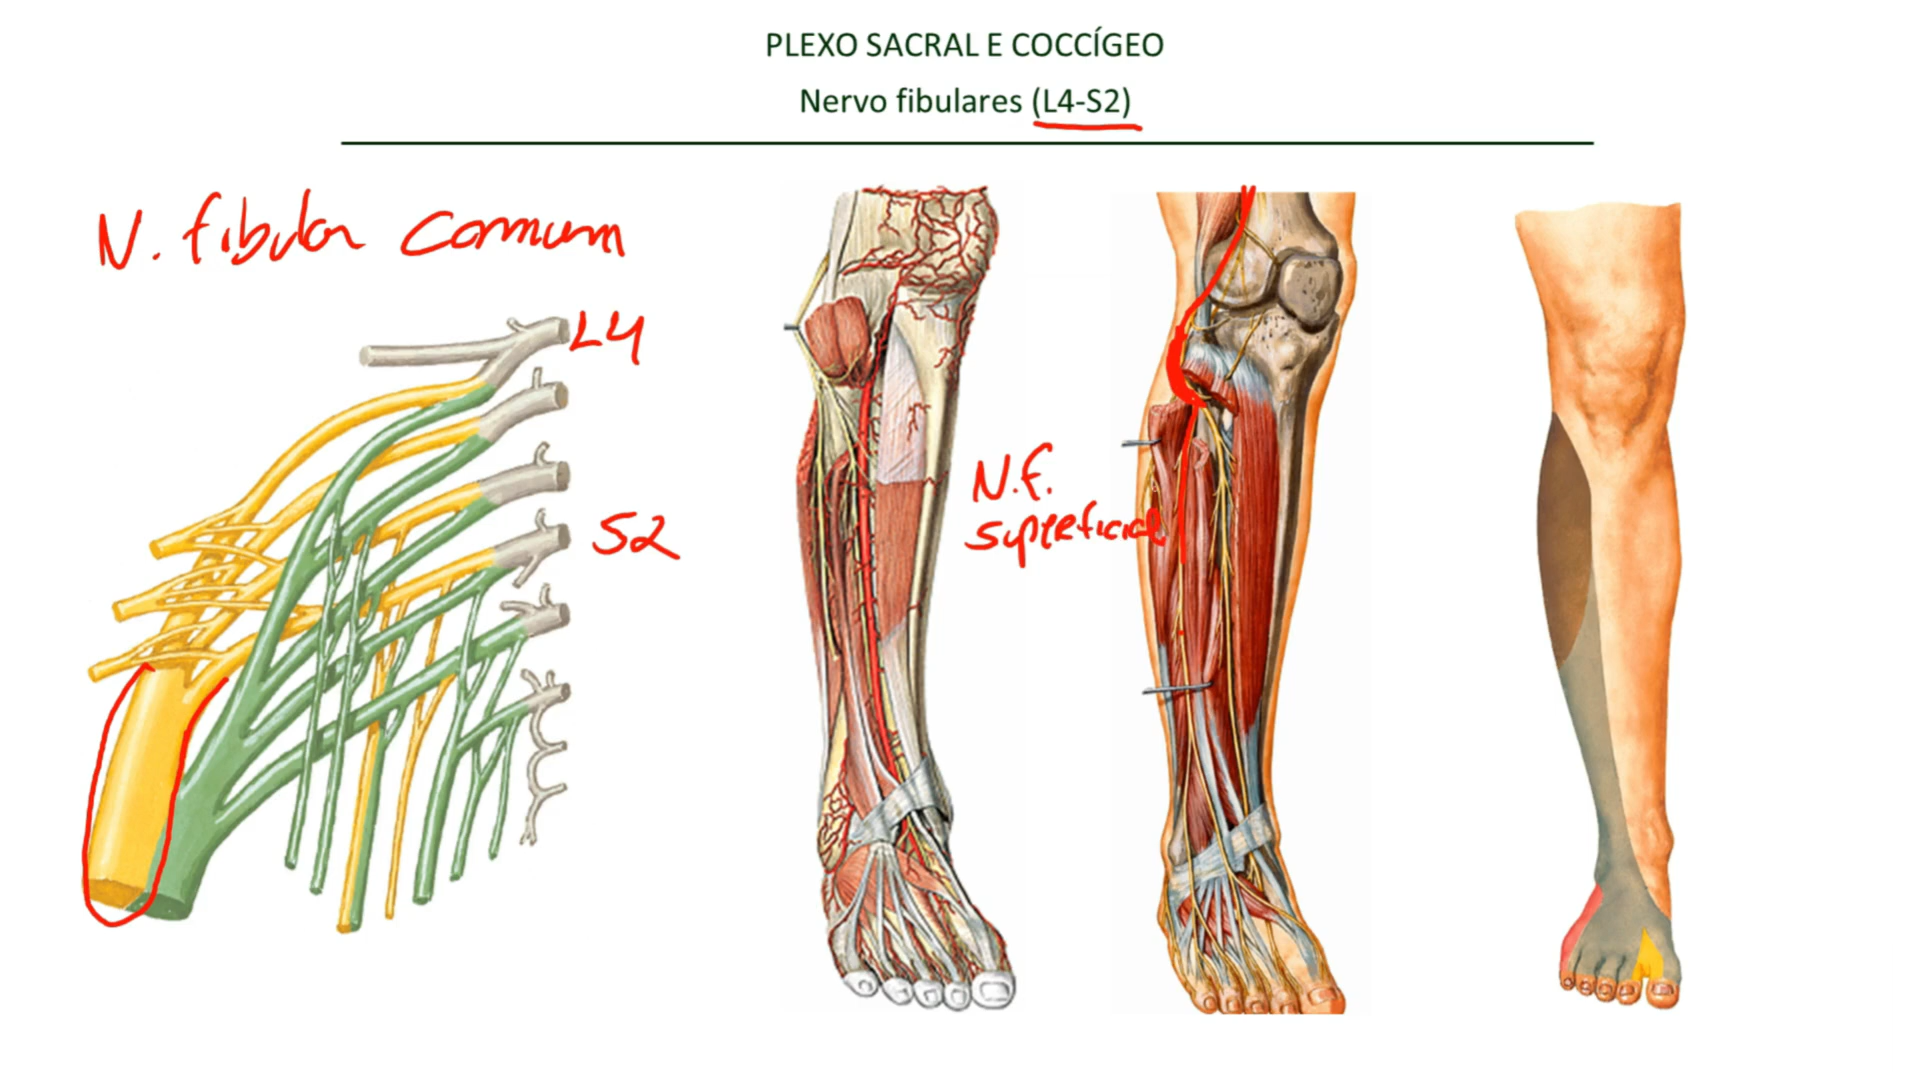 PLEXO SACRAL E COCCÍGEO
Nervo fibulares (L4-S2)
N. fibular comum
L4
N.f.
superficial
S2